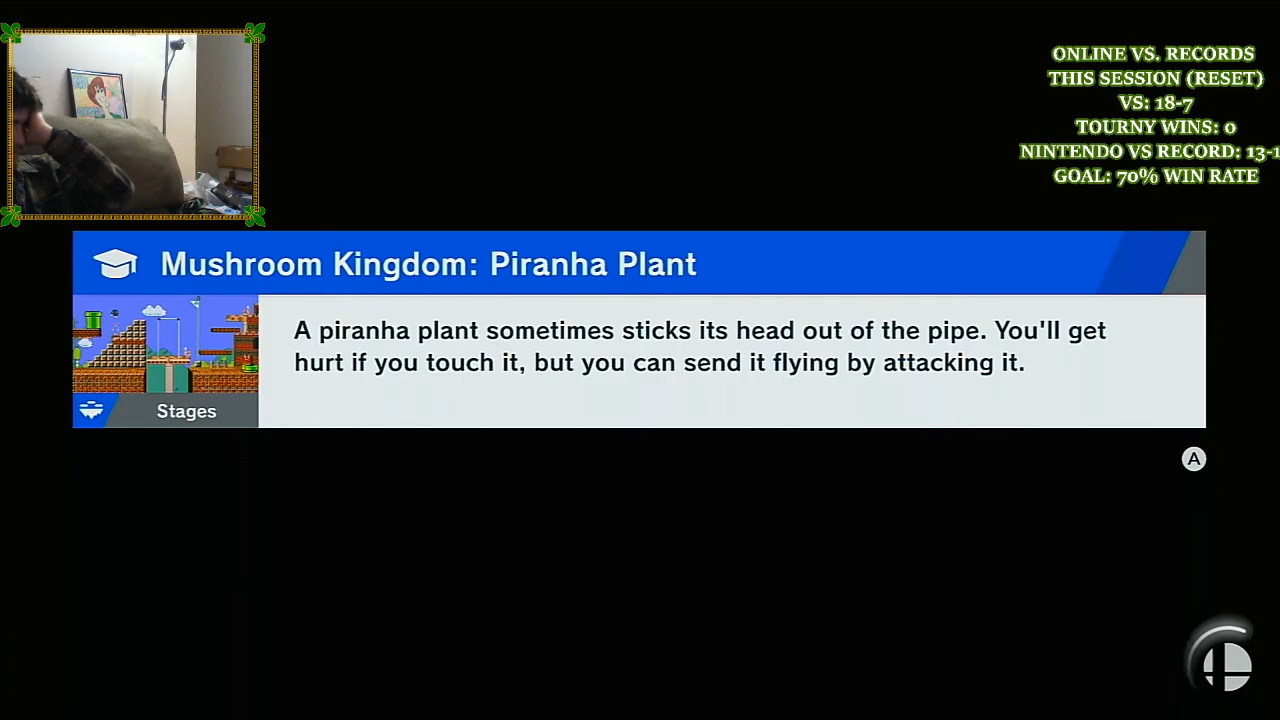 ONLINE VS. RECORDS
THIS SESSION (RESET)
VS: 18-7
TOURNY WINS: 0
NINTENDO VS RECORD: 13-1
GOAL: 70% WIN RATE
Mushroom Kingdom: Piranha Plant
A piranha plant sometimes sticks its head out of the pipe. You'll get
hurt if you touch it, but you can send it flying by attacking it.
Stages
A